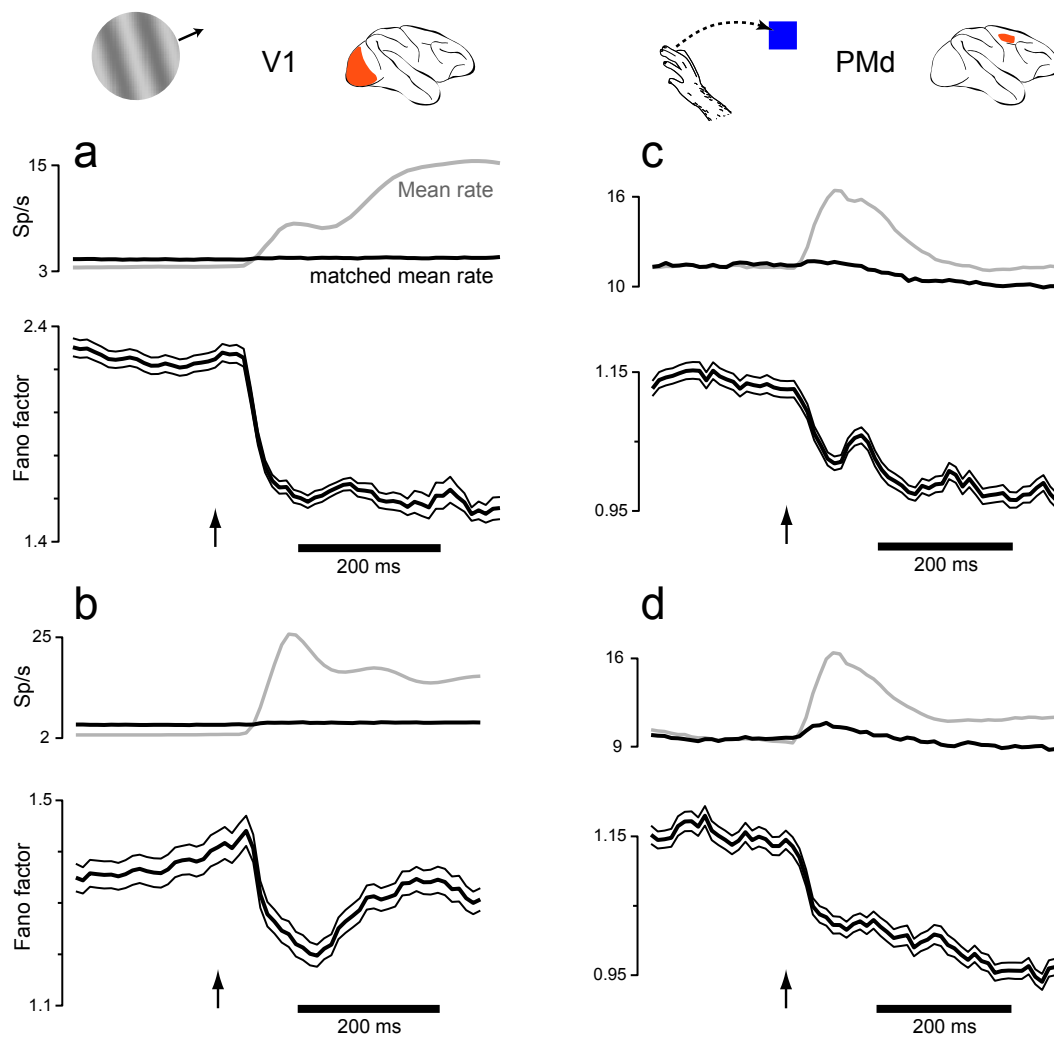 V1
PMd
a
15
Sp/s
Mean rate
3
matched mean rate
2.4
Fano factor
1.4
200 ms
c
16
10
1.15
0.95
200 ms
b
25
Sp/s
2
1.5
Fano factor
1.1
200 ms
d
16
9
1.15
0.95
200 ms